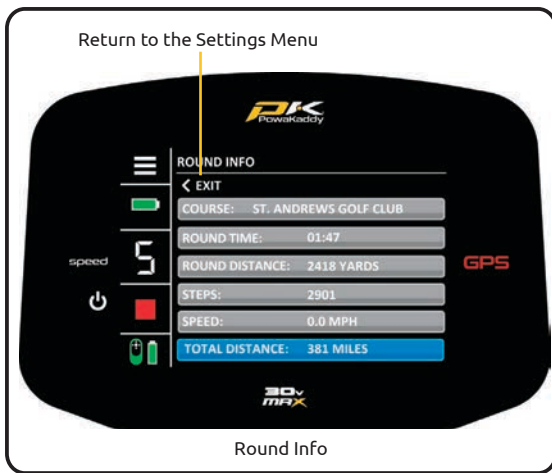 Return to the Settings Menu
PK
PowaKaddy
ROUND INFO
< EXIT
COURSE: ST. ANDREWS GOLF CLUB
ROUND TIME: 01:47
speed 5 ROUND DISTANCE: 2418 YARDS GPS
STEPS: 2901
SPEED: 0.0 MPH
TOTAL DISTANCE: 381 MILES
30V
MAX
Round Info